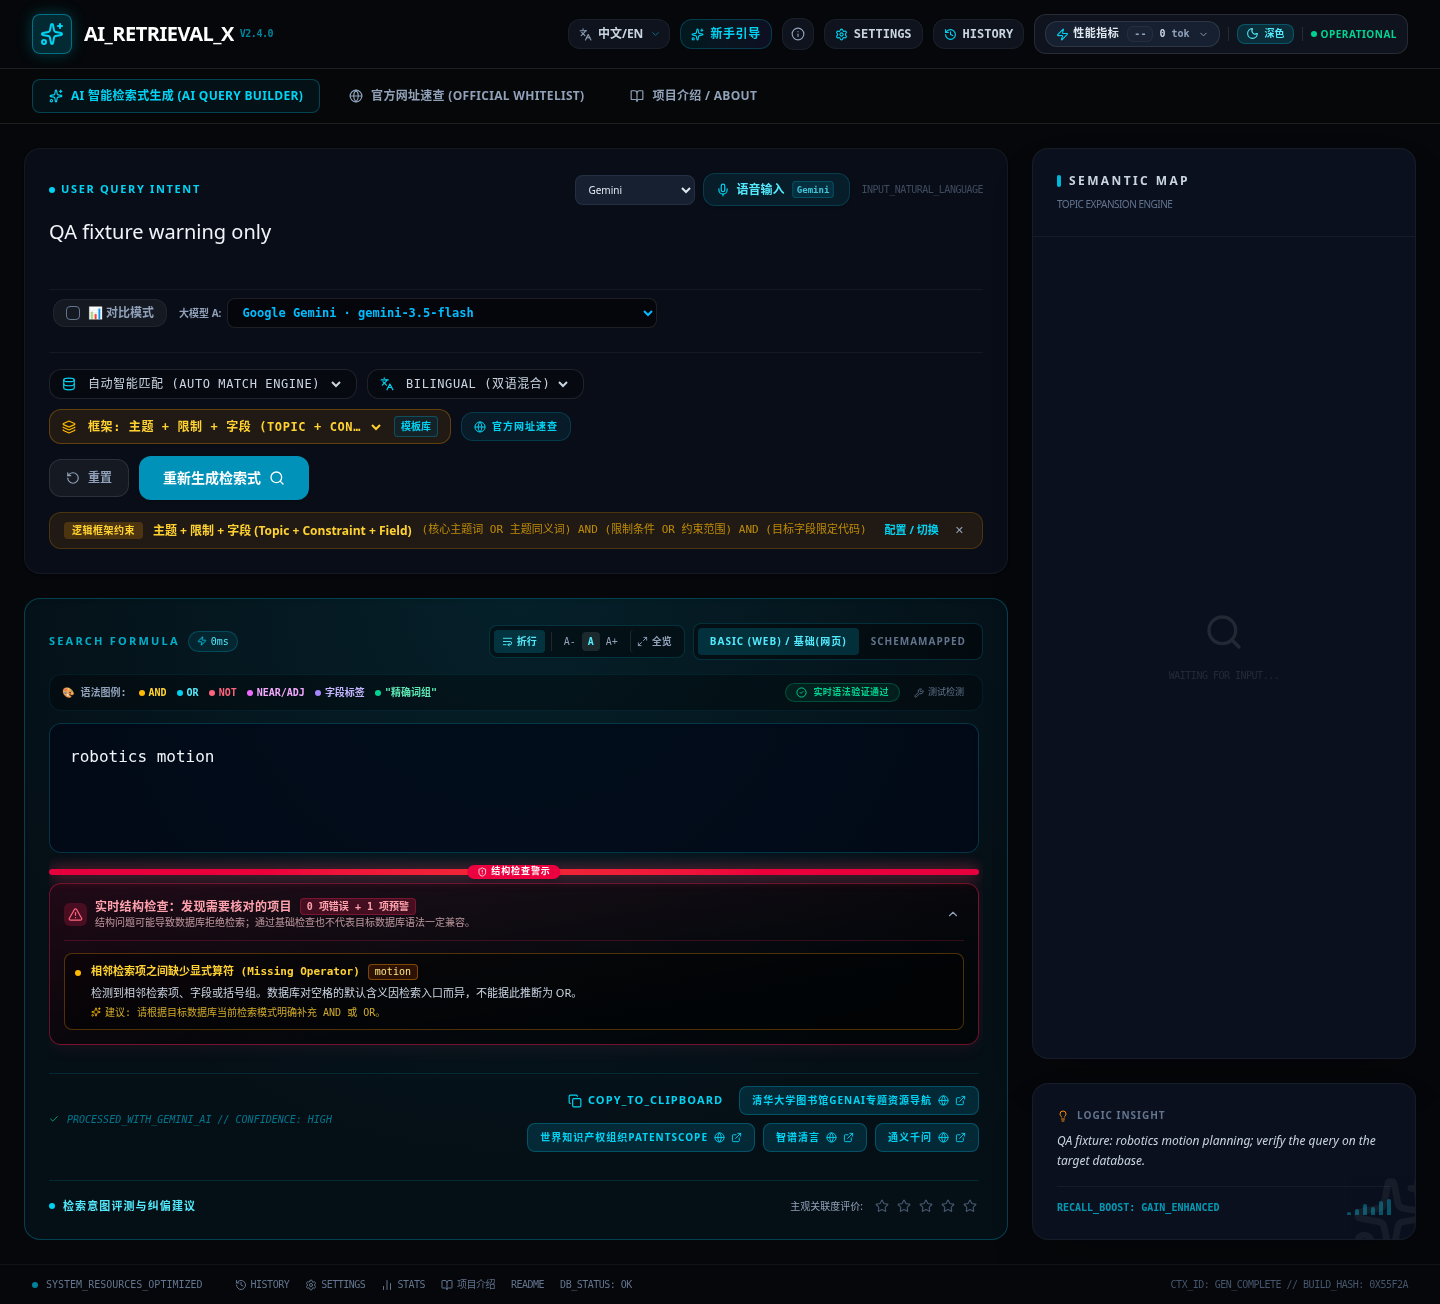 AI_RETRIEVAL_X V2.4.0
中文/EN
新手引导
SETTINGS
HISTORY
性能指标 -- 0 tok
深色
OPERATIONAL
AI 智能检索式生成 (AI QUERY BUILDER)
官方网址速查 (OFFICIAL WHITELIST)
项目介绍 / ABOUT
USER QUERY INTENT
Gemini
语音输入 Gemini
INPUT_NATURAL_LANGUAGE
QA fixture warning only
📊 对比模式
大模型 A:
Google Gemini · gemini-3.5-flash
自动智能匹配 (AUTO MATCH ENGINE)
BILINGUAL (双语混合)
框架: 主题 + 限制 + 字段 (TOPIC + CON…
模板库
官方网址速查
重置
重新生成检索式
逻辑框架约束 主题 + 限制 + 字段 (Topic + Constraint + Field) (核心主题词 OR 主题同义词) AND (限制条件 OR 约束范围) AND (目标字段限定代码) 配置 / 切换 ×
SEMANTIC MAP
TOPIC EXPANSION ENGINE
WAITING FOR INPUT...
SEARCH FORMULA 0ms
折行 A- A A+ 全览
BASIC (WEB) / 基础(网页) SCHEMAMAPPED
🎨 语法图例: AND OR NOT NEAR/ADJ 字段标签 "精确词组"
实时语法验证通过
测试检测
robotics motion
结构检查警示
实时结构检查：发现需要核对的项目 0 项错误 + 1 项预警
结构问题可能导致数据库拒绝检索；通过基础检查也不代表目标数据库语法一定兼容。
相邻检索项之间缺少显式算符 (Missing Operator) motion
检测到相邻检索项、字段或括号组。数据库对空格的默认含义因检索入口而异，不能据此推断为 OR。
建议: 请根据目标数据库当前检索模式明确补充 AND 或 OR。
PROCESSED_WITH_GEMINI_AI // CONFIDENCE: HIGH
COPY_TO_CLIPBOARD
清华大学图书馆GENAI专题资源导航
世界知识产权组织PATENTSCOPE
智谱清言
通义千问
检索意图评测与纠偏建议
主观关联度评价:
LOGIC INSIGHT
QA fixture: robotics motion planning; verify the query on the
target database.
RECALL_BOOST: GAIN_ENHANCED
SYSTEM_RESOURCES_OPTIMIZED
HISTORY
SETTINGS
STATS
项目介绍
README
DB_STATUS: OK
CTX_ID: GEN_COMPLETE // BUILD_HASH: 0X55F2A